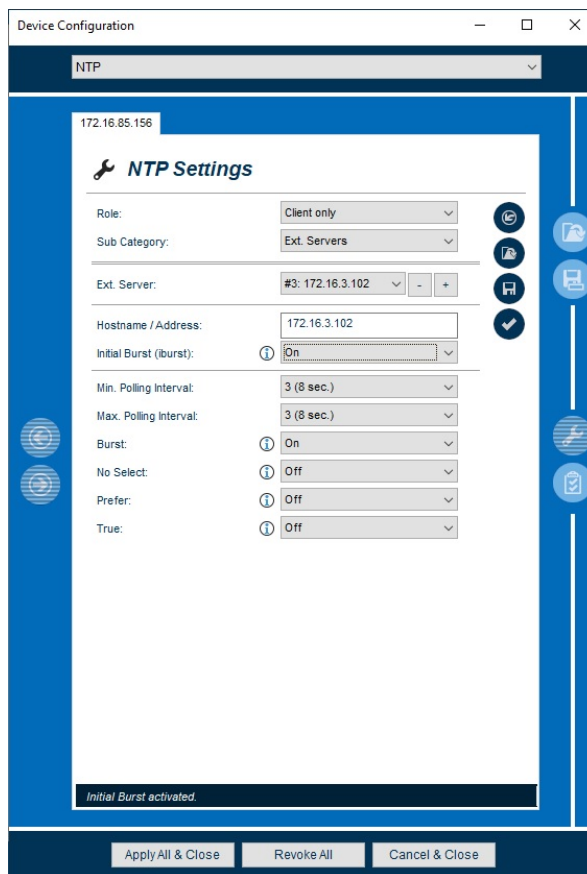 Device Configuration
NTP
172.16.85.156
NTP Settings
Role: Client only
Sub Category: Ext. Servers
Ext. Server: #3: 172.16.3.102 - +
Hostname / Address: 172.16.3.102
Initial Burst (iburst): On
Min. Polling Interval: 3 (8 sec.)
Max. Polling Interval: 3 (8 sec.)
Burst: On
No Select: Off
Prefer: Off
True: Off
Initial Burst activated.
Apply All & Close Revoke All Cancel & Close